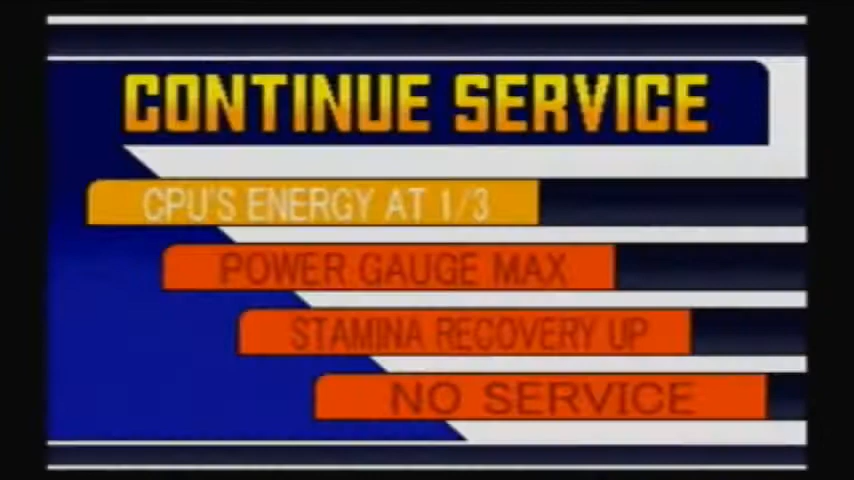 CONTINUE SERVICE
CPU'S ENERGY AT 1/3
POWER GAUGE MAX
STAMINA RECOVERY UP
NO SERVICE